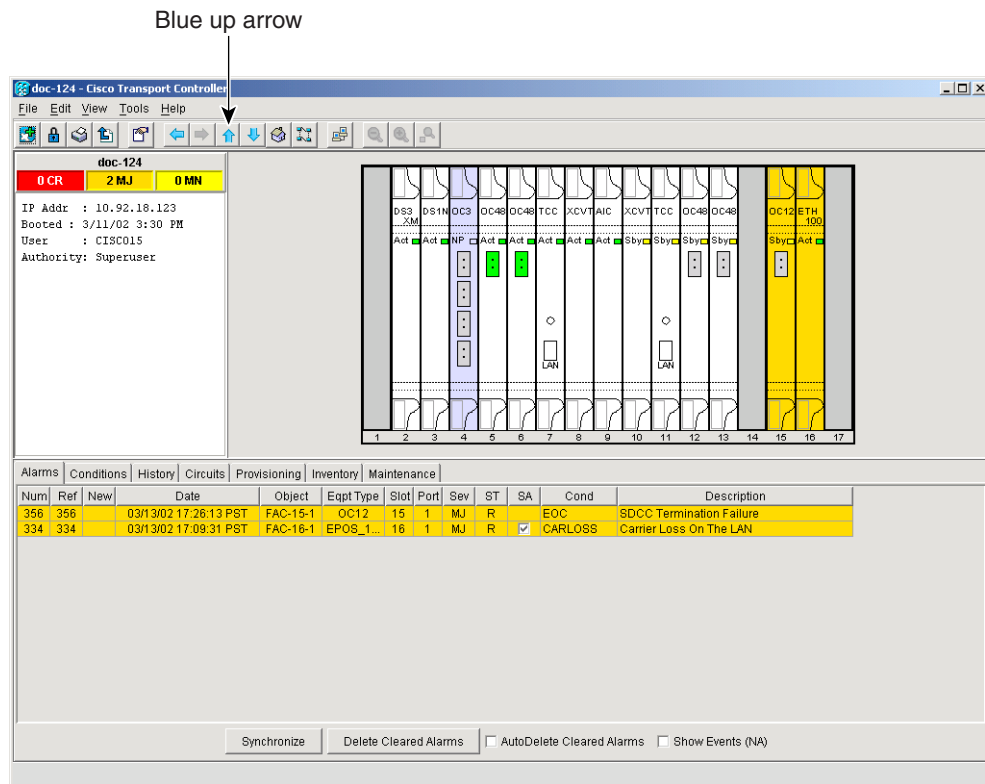 Blue up arrow
doc-124 - Cisco Transport Controller
File Edit View Tools Help
doc-124
0 CR 2 MJ 0 MN
IP Addr : 10.92.18.123
Booted : 3/11/02 3:30 PM
User : CISCO15
Authority: Superuser
DS3 DS1N OC3 OC48 OC48 TCC XCVT AIC XCVT TCC OC48 OC48 OC12 ETH
XM 100
Act Act NP Act Act Act Act Act Sby Sby Sby Sby Sby Act
LAN LAN
1 2 3 4 5 6 7 8 9 10 11 12 13 14 15 16 17
Alarms Conditions History Circuits Provisioning Inventory Maintenance
Num Ref New Date Object Eqpt Type Slot Port Sev ST SA Cond Description
356 356 03/13/02 17:26:13 PST FAC-15-1 OC12 15 1 MJ R EOC SDCC Termination Failure
334 334 03/13/02 17:09:31 PST FAC-16-1 EPOS_1... 16 1 MJ R CARLOSS Carrier Loss On The LAN
Synchronize Delete Cleared Alarms AutoDelete Cleared Alarms Show Events (NA)